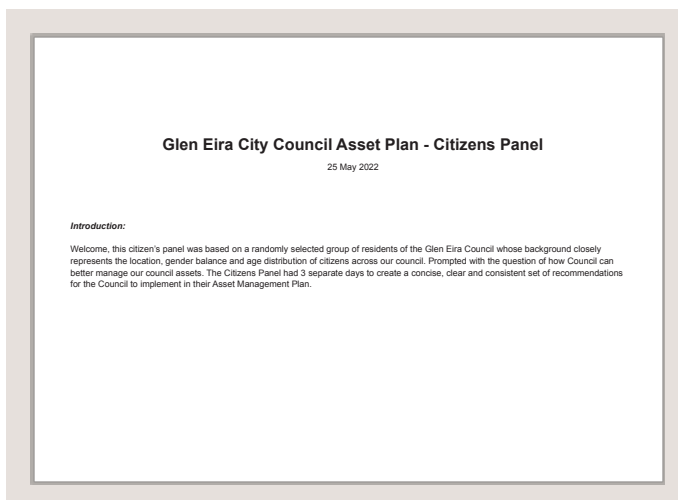 Glen Eira City Council Asset Plan - Citizens Panel
25 May 2022
Introduction:
Welcome, this citizen's panel was based on a randomly selected group of residents of the Glen Eira Council whose background closely
represents the location, gender balance and age distribution of citizens across our council. Prompted with the question of how Council can
better manage our council assets. The Citizens Panel had 3 separate days to create a concise, clear and consistent set of recommendations
for the Council to implement in their Asset Management Plan.